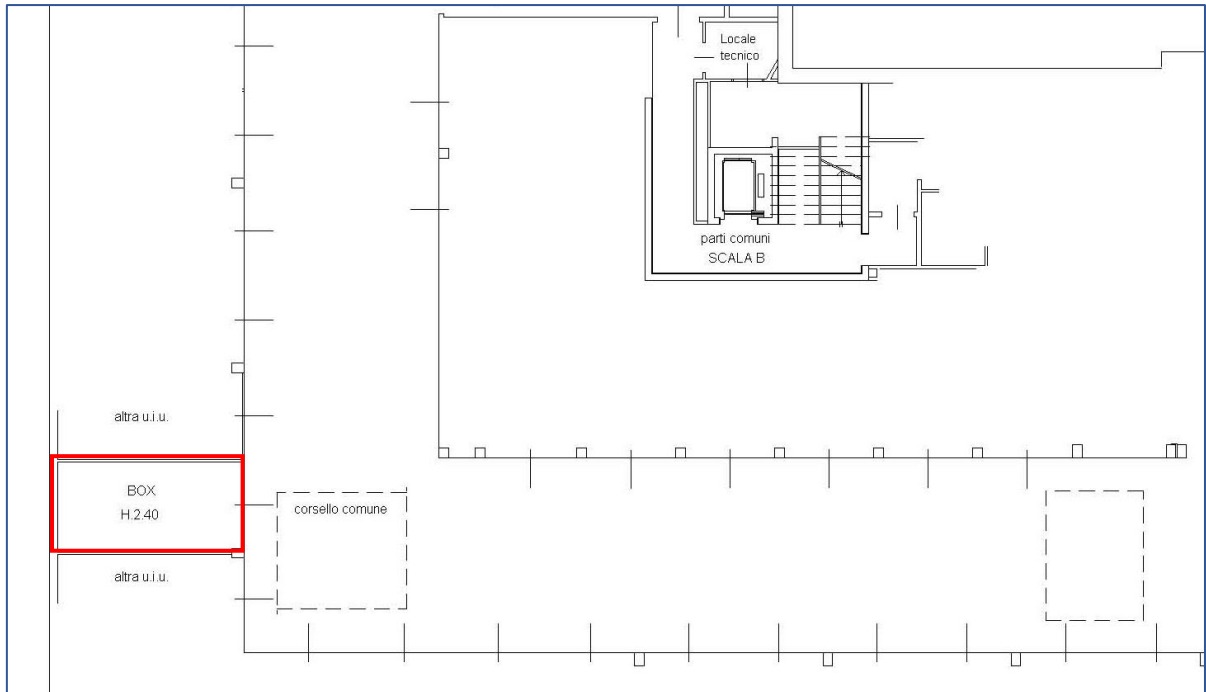 Locale
tecnico
parti comuni
SCALA B
altra u.i.u.
BOX
H.2.40
corsello comune
altra u.i.u.